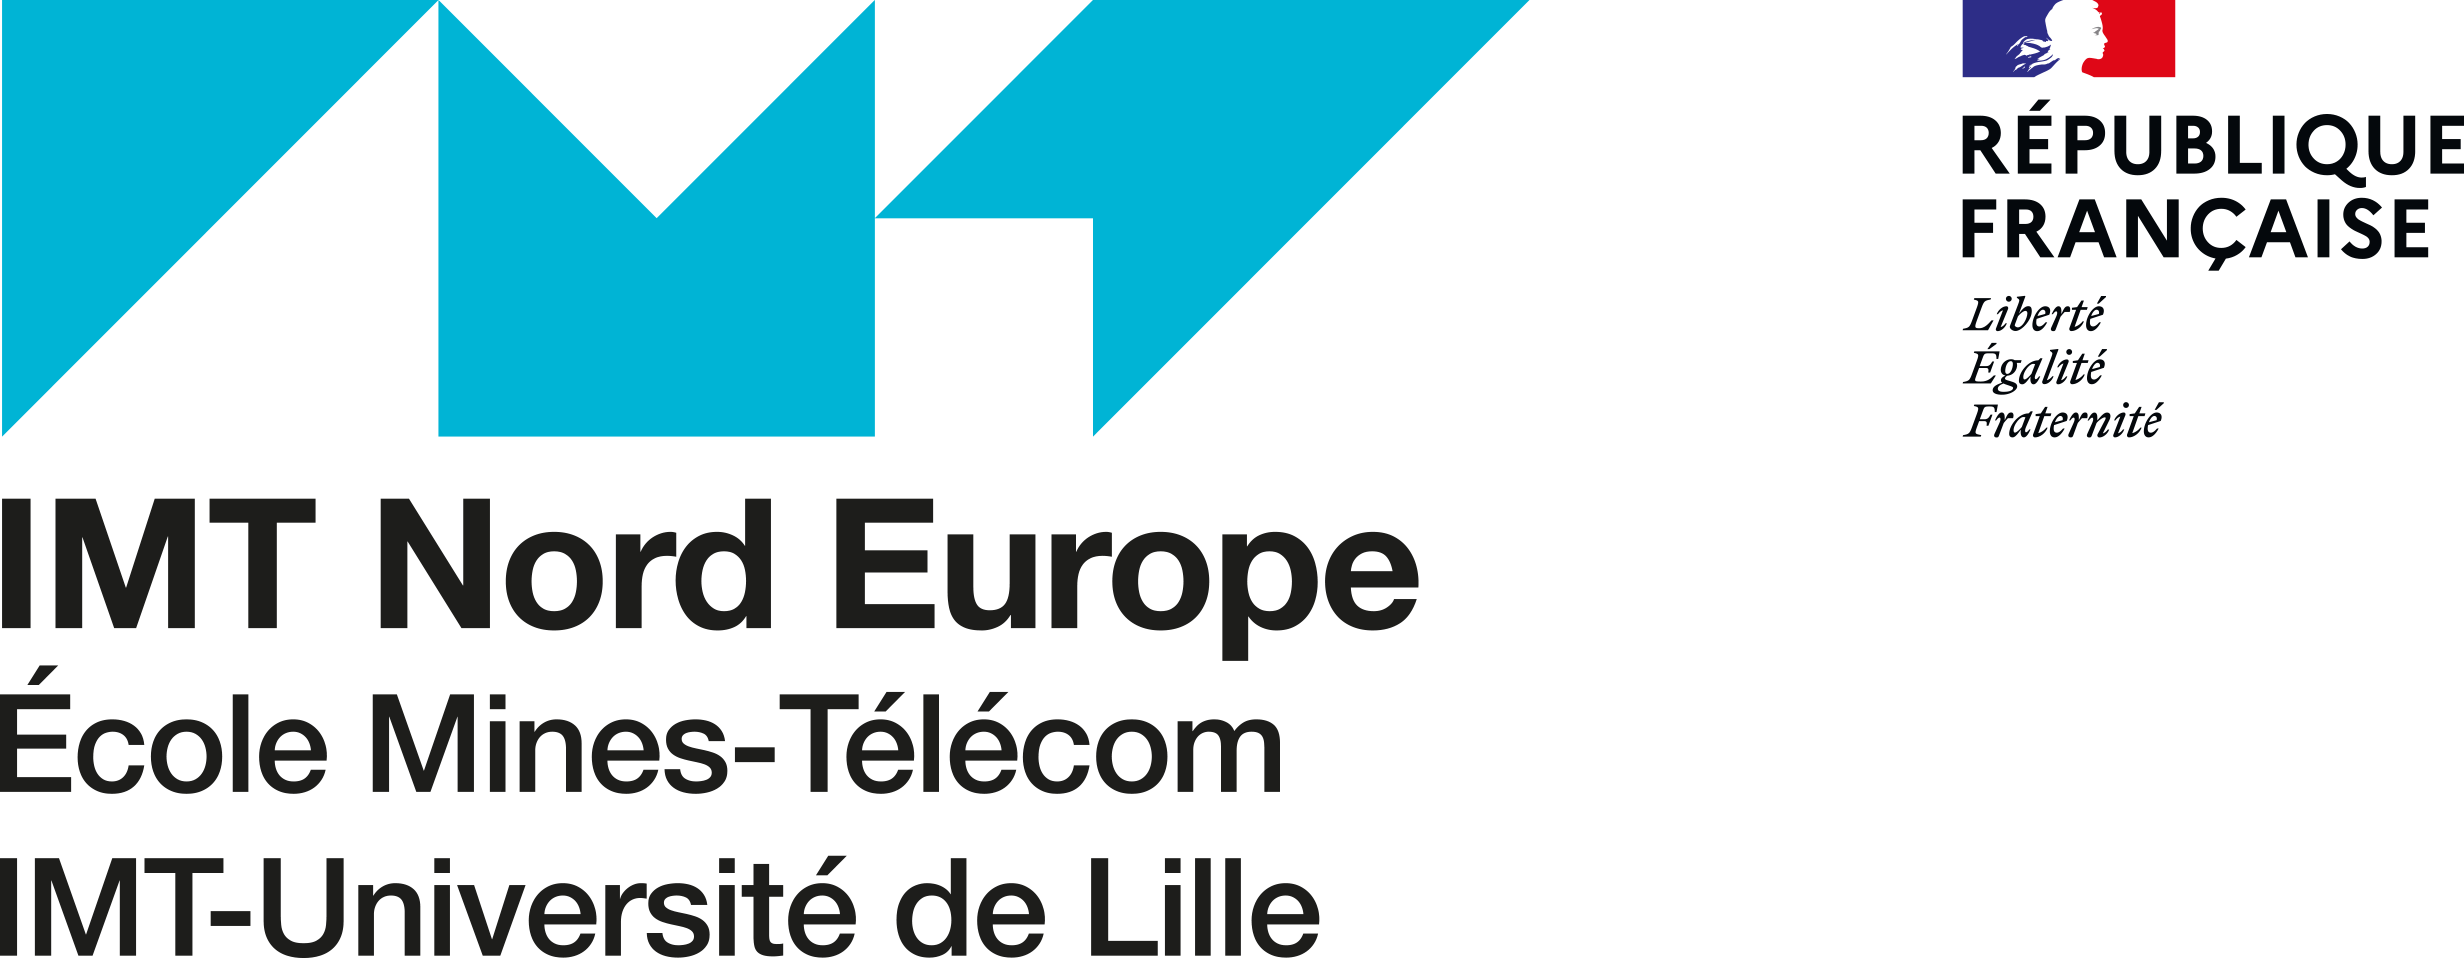 RÉPUBLIQUE
FRANÇAISE
Liberté
Égalité
Fraternité
IMT Nord Europe
École Mines-Télécom
IMT-Université de Lille